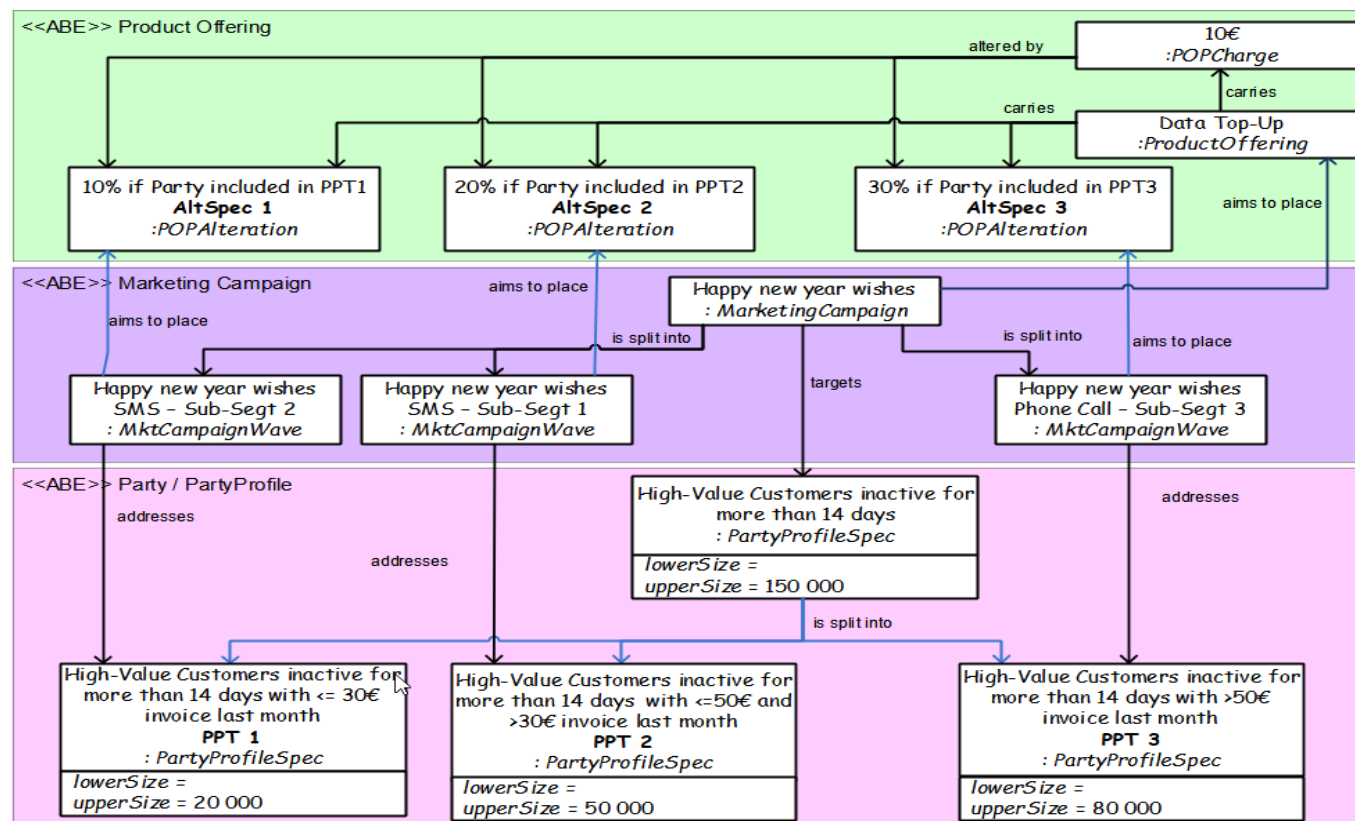 <<ABE>> Product Offering
10€
:POPCharge
altered by
carries
carries
Data Top-Up
:ProductOffering
10% if Party included in PPT1
AltSpec 1
:POPAlteration
20% if Party included in PPT2
AltSpec 2
:POPAlteration
30% if Party included in PPT3
AltSpec 3
:POPAlteration
aims to place
<<ABE>> Marketing Campaign
aims to place
aims to place
Happy new year wishes
: MarketingCampaign
is split into
is split into
aims to place
targets
Happy new year wishes
SMS - Sub-Segt 2
: MktCampaignWave
Happy new year wishes
SMS - Sub-Segt 1
: MktCampaignWave
Happy new year wishes
Phone Call - Sub-Segt 3
: MktCampaignWave
<<ABE>> Party / PartyProfile
addresses
addresses
addresses
High-Value Customers inactive for
more than 14 days
: PartyProfileSpec
lowerSize =
upperSize = 150 000
is split into
High-Value Customers inactive for
more than 14 days with <= 30€
invoice last month
PPT 1
: PartyProfileSpec
lowerSize =
upperSize = 20 000
High-Value Customers inactive for
more than 14 days with <=50€ and
>30€ invoice last month
PPT 2
: PartyProfileSpec
lowerSize =
upperSize = 50 000
High-Value Customers inactive for
more than 14 days with >50€
invoice last month
PPT 3
: PartyProfileSpec
lowerSize =
upperSize = 80 000